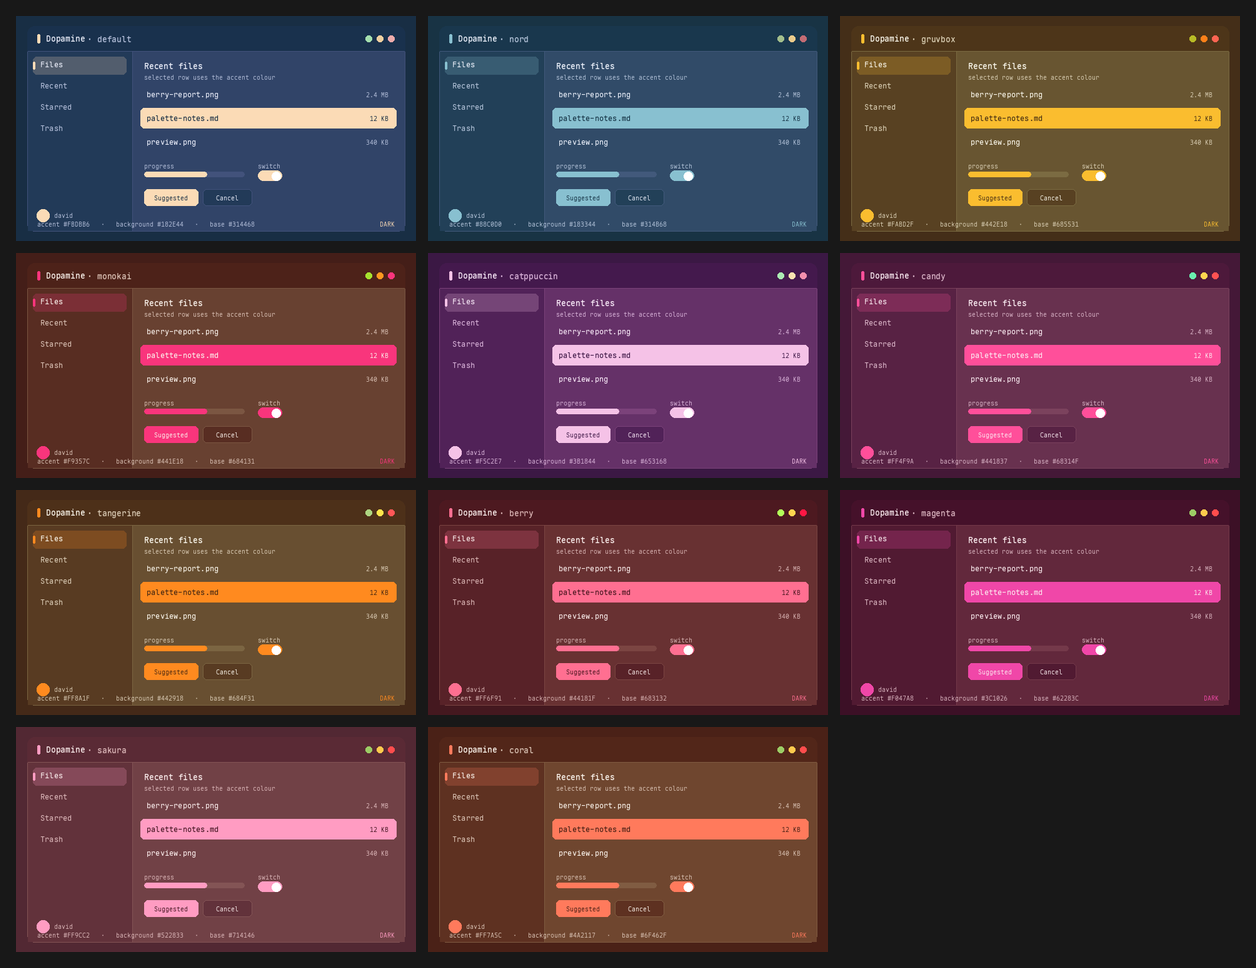 Dopamine · default
Files
Recent
Starred
Trash
david
Recent files
selected row uses the accent colour
berry-report.png 2.4 MB
palette-notes.md 12 KB
preview.png 340 KB
progress switch
Suggested Cancel
accent #F8D8B6 · background #182E44 · base #314468 DARK
Dopamine · nord
Files
Recent
Starred
Trash
david
Recent files
selected row uses the accent colour
berry-report.png 2.4 MB
palette-notes.md 12 KB
preview.png 340 KB
progress switch
Suggested Cancel
accent #88C0D0 · background #183344 · base #314B68 DARK
Dopamine · gruvbox
Files
Recent
Starred
Trash
david
Recent files
selected row uses the accent colour
berry-report.png 2.4 MB
palette-notes.md 12 KB
preview.png 340 KB
progress switch
Suggested Cancel
accent #FABD2F · background #442E18 · base #685531 DARK
Dopamine · monokai
Files
Recent
Starred
Trash
david
Recent files
selected row uses the accent colour
berry-report.png 2.4 MB
palette-notes.md 12 KB
preview.png 340 KB
progress switch
Suggested Cancel
accent #F9357C · background #441E18 · base #684131 DARK
Dopamine · catppuccin
Files
Recent
Starred
Trash
david
Recent files
selected row uses the accent colour
berry-report.png 2.4 MB
palette-notes.md 12 KB
preview.png 340 KB
progress switch
Suggested Cancel
accent #F5C2E7 · background #381844 · base #653168 DARK
Dopamine · candy
Files
Recent
Starred
Trash
david
Recent files
selected row uses the accent colour
berry-report.png 2.4 MB
palette-notes.md 12 KB
preview.png 340 KB
progress switch
Suggested Cancel
accent #FF4F9A · background #441837 · base #68314F DARK
Dopamine · tangerine
Files
Recent
Starred
Trash
david
Recent files
selected row uses the accent colour
berry-report.png 2.4 MB
palette-notes.md 12 KB
preview.png 340 KB
progress switch
Suggested Cancel
accent #FF8A1F · background #442918 · base #684F31 DARK
Dopamine · berry
Files
Recent
Starred
Trash
david
Recent files
selected row uses the accent colour
berry-report.png 2.4 MB
palette-notes.md 12 KB
preview.png 340 KB
progress switch
Suggested Cancel
accent #FF6F91 · background #44181F · base #683132 DARK
Dopamine · magenta
Files
Recent
Starred
Trash
david
Recent files
selected row uses the accent colour
berry-report.png 2.4 MB
palette-notes.md 12 KB
preview.png 340 KB
progress switch
Suggested Cancel
accent #F047A8 · background #3C1026 · base #62283C DARK
Dopamine · sakura
Files
Recent
Starred
Trash
david
Recent files
selected row uses the accent colour
berry-report.png 2.4 MB
palette-notes.md 12 KB
preview.png 340 KB
progress switch
Suggested Cancel
accent #FF9CC2 · background #522833 · base #714146 DARK
Dopamine · coral
Files
Recent
Starred
Trash
david
Recent files
selected row uses the accent colour
berry-report.png 2.4 MB
palette-notes.md 12 KB
preview.png 340 KB
progress switch
Suggested Cancel
accent #FF7A5C · background #4A2117 · base #6F462F DARK